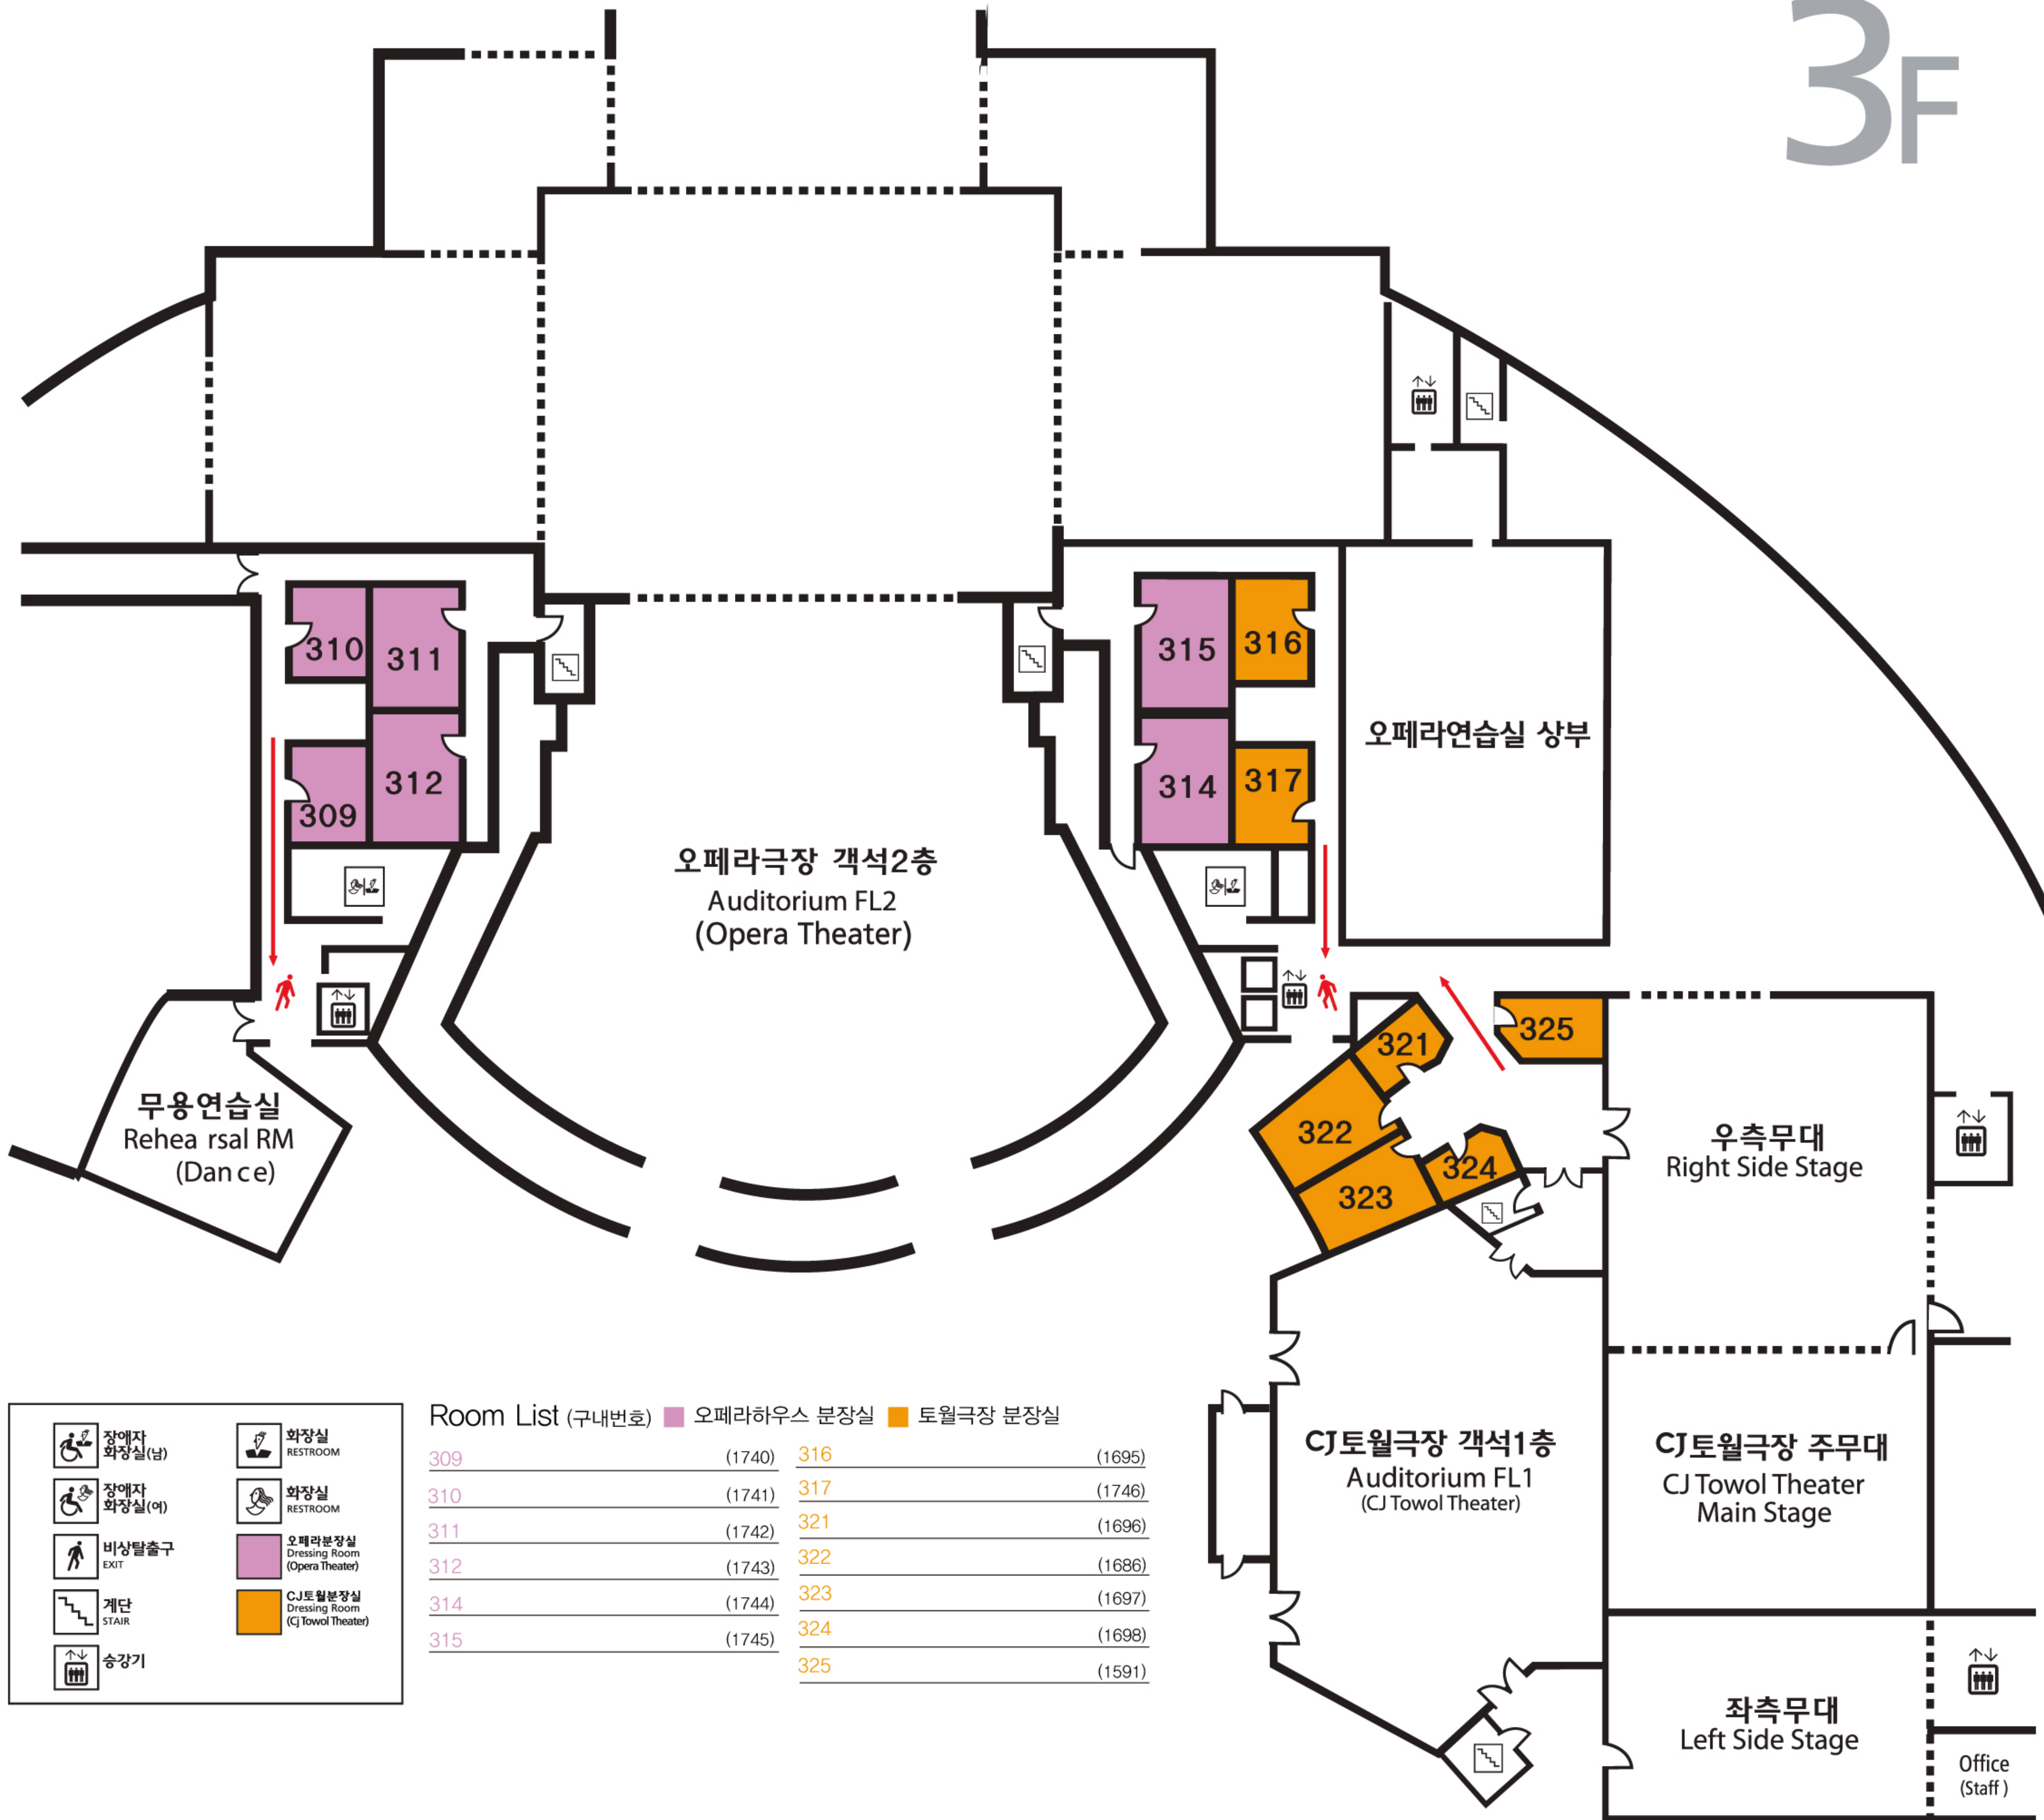 3F
310
311
312
309
315
316
314
317
오페라연습실 상부
오페라극장 객석2층
Auditorium FL2
(Opera Theater)
321
325
322
324
323
무용연습실
Rehea rsal RM
(Dan ce)
우측무대
Right Side Stage
CJ토월극장 객석1층
Auditorium FL1
(CJ Towol Theater)
CJ토월극장 주무대
CJ Towol Theater
Main Stage
좌측무대
Left Side Stage
Office
(Staff )
장애자
화장실(남)
화장실
RESTROOM
장애자
화장실(여)
화장실
RESTROOM
비상탈출구
EXIT
오페라분장실
Dressing Room
(Opera Theater)
계단
STAIR
CJ토월분장실
Dressing Room
(Cj Towol Theater)
승강기
Room List (구내번호) 오페라하우스 분장실 토월극장 분장실
309 (1740)
310 (1741)
311 (1742)
312 (1743)
314 (1744)
315 (1745)
316 (1695)
317 (1746)
321 (1696)
322 (1686)
323 (1697)
324 (1698)
325 (1591)